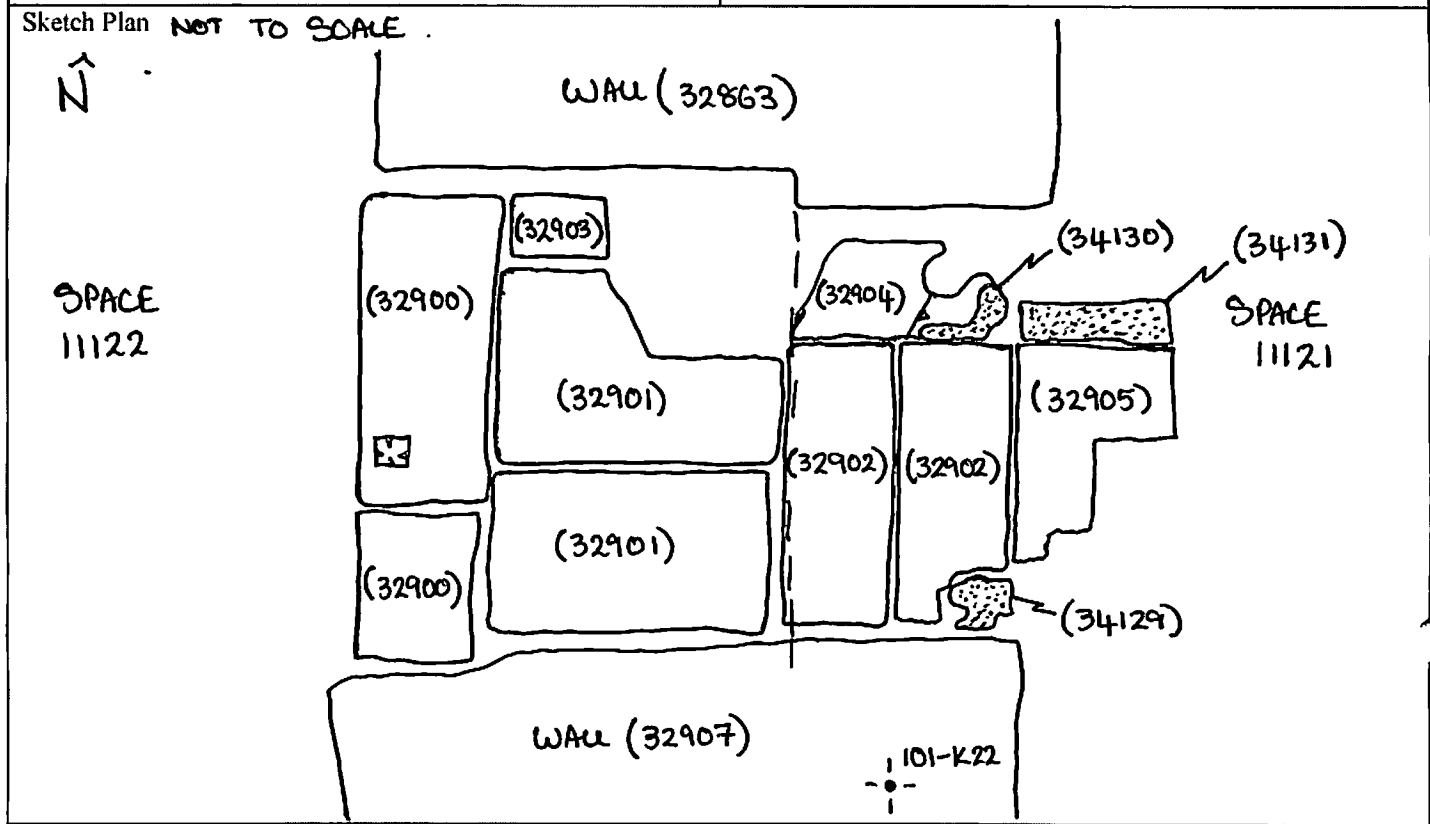 Sketch Plan NOT TO SCALE.
N
WALL (32863)
(32903)
(34130)
(34131)
(32900)
(32904)
SPACE
11122
SPACE
11121
(32901)
(32905)
(32902)
(32902)
(32901)
(32900)
(34129)
WALL (32907)
101-K22